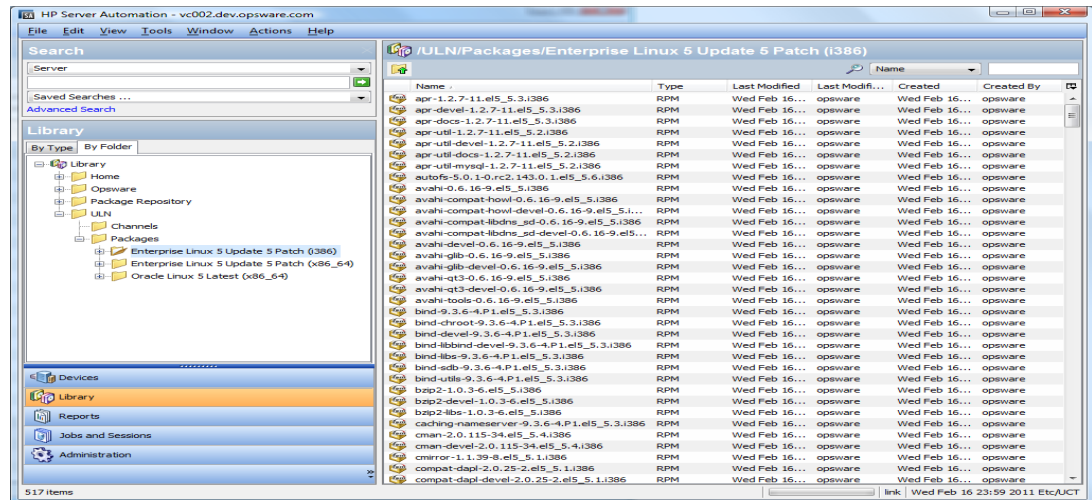 HP Server Automation - vc002.dev.opsware.com
File Edit View Tools Window Actions Help
Search
Server
Saved Searches ...
Advanced Search
Library
By Type By Folder
Library
Home
Opsware
Package Repository
ULN
Channels
Packages
Enterprise Linux 5 Update 5 Patch (i386)
Enterprise Linux 5 Update 5 Patch (x86_64)
Oracle Linux 5 Latest (x86_64)
Devices
Library
Reports
Jobs and Sessions
Administration
/ULN/Packages/Enterprise Linux 5 Update 5 Patch (i386)
Name
Name Type Last Modified Last Modifi... Created Created By
apr-1.2.7-11.el5_5.3.i386 RPM Wed Feb 16... opsware Wed Feb 16... opsware
apr-devel-1.2.7-11.el5_5.3.i386 RPM Wed Feb 16... opsware Wed Feb 16... opsware
apr-docs-1.2.7-11.el5_5.3.i386 RPM Wed Feb 16... opsware Wed Feb 16... opsware
apr-util-1.2.7-11.el5_5.2.i386 RPM Wed Feb 16... opsware Wed Feb 16... opsware
apr-util-devel-1.2.7-11.el5_5.2.i386 RPM Wed Feb 16... opsware Wed Feb 16... opsware
apr-util-docs-1.2.7-11.el5_5.2.i386 RPM Wed Feb 16... opsware Wed Feb 16... opsware
apr-util-mysql-1.2.7-11.el5_5.2.i386 RPM Wed Feb 16... opsware Wed Feb 16... opsware
autofs-5.0.1-0.rc2.143.0.1.el5_5.6.i386 RPM Wed Feb 16... opsware Wed Feb 16... opsware
avahi-0.6.16-9.el5_5.i386 RPM Wed Feb 16... opsware Wed Feb 16... opsware
avahi-compat-howl-0.6.16-9.el5_5.i386 RPM Wed Feb 16... opsware Wed Feb 16... opsware
avahi-compat-howl-devel-0.6.16-9.el5_5.i... RPM Wed Feb 16... opsware Wed Feb 16... opsware
avahi-compat-libdns_sd-0.6.16-9.el5_5.i386 RPM Wed Feb 16... opsware Wed Feb 16... opsware
avahi-compat-libdns_sd-devel-0.6.16-9.el5... RPM Wed Feb 16... opsware Wed Feb 16... opsware
avahi-devel-0.6.16-9.el5_5.i386 RPM Wed Feb 16... opsware Wed Feb 16... opsware
avahi-glib-0.6.16-9.el5_5.i386 RPM Wed Feb 16... opsware Wed Feb 16... opsware
avahi-glib-devel-0.6.16-9.el5_5.i386 RPM Wed Feb 16... opsware Wed Feb 16... opsware
avahi-qt3-0.6.16-9.el5_5.i386 RPM Wed Feb 16... opsware Wed Feb 16... opsware
avahi-qt3-devel-0.6.16-9.el5_5.i386 RPM Wed Feb 16... opsware Wed Feb 16... opsware
avahi-tools-0.6.16-9.el5_5.i386 RPM Wed Feb 16... opsware Wed Feb 16... opsware
bind-9.3.6-4.P1.el5_5.3.i386 RPM Wed Feb 16... opsware Wed Feb 16... opsware
bind-chroot-9.3.6-4.P1.el5_5.3.i386 RPM Wed Feb 16... opsware Wed Feb 16... opsware
bind-devel-9.3.6-4.P1.el5_5.3.i386 RPM Wed Feb 16... opsware Wed Feb 16... opsware
bind-libbind-devel-9.3.6-4.P1.el5_5.3.i386 RPM Wed Feb 16... opsware Wed Feb 16... opsware
bind-libs-9.3.6-4.P1.el5_5.3.i386 RPM Wed Feb 16... opsware Wed Feb 16... opsware
bind-sdb-9.3.6-4.P1.el5_5.3.i386 RPM Wed Feb 16... opsware Wed Feb 16... opsware
bind-utils-9.3.6-4.P1.el5_5.3.i386 RPM Wed Feb 16... opsware Wed Feb 16... opsware
bzip2-1.0.3-6.el5_5.i386 RPM Wed Feb 16... opsware Wed Feb 16... opsware
bzip2-devel-1.0.3-6.el5_5.i386 RPM Wed Feb 16... opsware Wed Feb 16... opsware
bzip2-libs-1.0.3-6.el5_5.i386 RPM Wed Feb 16... opsware Wed Feb 16... opsware
caching-nameserver-9.3.6-4.P1.el5_5.3.i386 RPM Wed Feb 16... opsware Wed Feb 16... opsware
cman-2.0.115-34.el5_5.4.i386 RPM Wed Feb 16... opsware Wed Feb 16... opsware
cman-devel-2.0.115-34.el5_5.4.i386 RPM Wed Feb 16... opsware Wed Feb 16... opsware
cmirror-1.1.39-8.el5_5.1.i386 RPM Wed Feb 16... opsware Wed Feb 16... opsware
compat-dapl-2.0.25-2.el5_5.1.i386 RPM Wed Feb 16... opsware Wed Feb 16... opsware
compat-dapl-devel-2.0.25-2.el5_5.1.i386 RPM Wed Feb 16... opsware Wed Feb 16... opsware
517 items link Wed Feb 16 23:59 2011 Etc/UCT